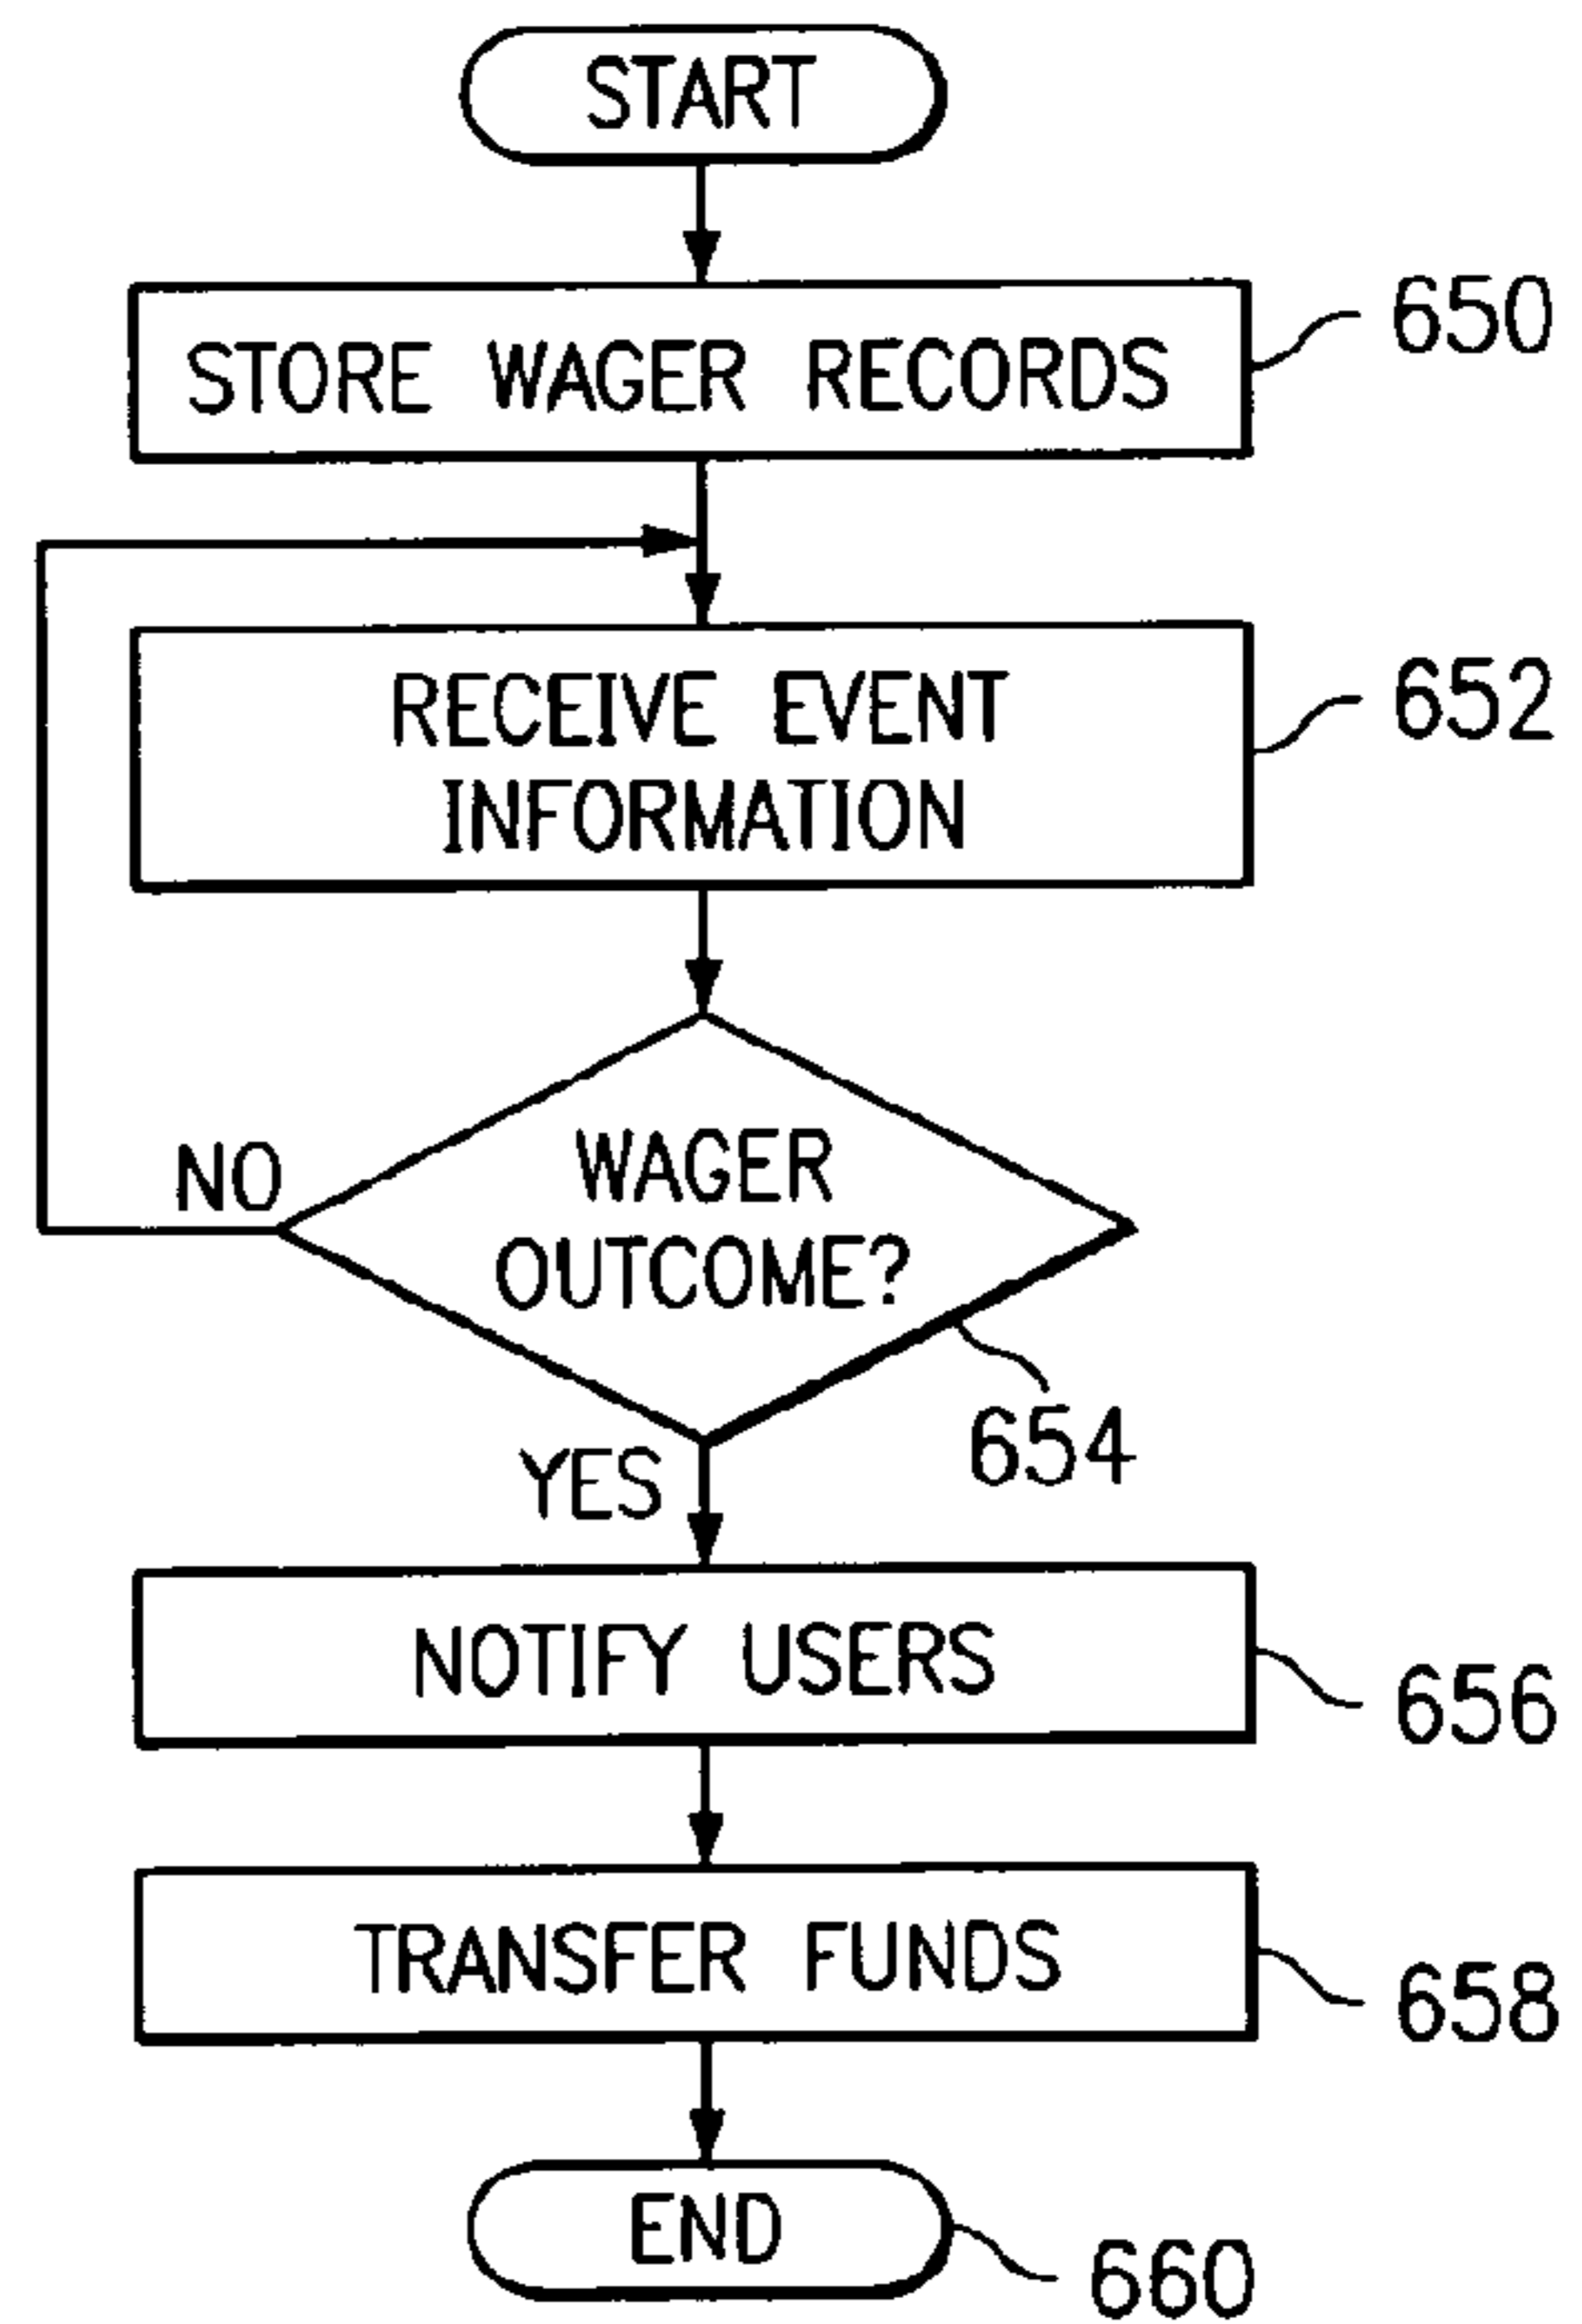 START
STORE WAGER RECORDS
650
RECEIVE EVENT
INFORMATION
652
WAGER
OUTCOME?
NO
654
YES
NOTIFY USERS
656
TRANSFER FUNDS
658
END
660